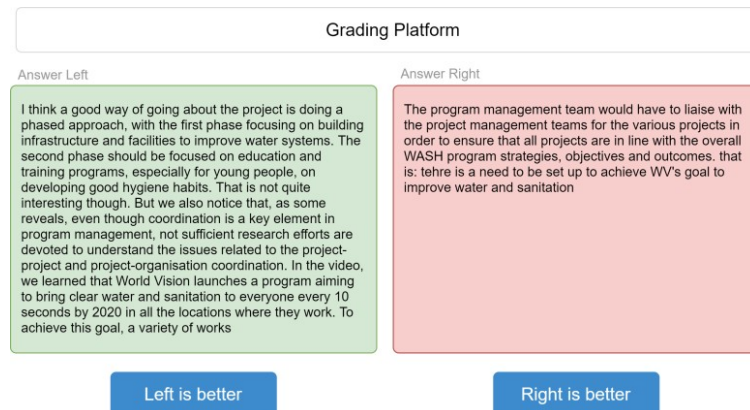 Grading Platform
Answer Left
I think a good way of going about the project is doing a
phased approach, with the first phase focusing on building
infrastructure and facilities to improve water systems. The
second phase should be focused on education and
training programs, especially for young people, on
developing good hygiene habits. That is not quite
interesting though. But we also notice that, as some
reveals, even though coordination is a key element in
program management, not sufficient research efforts are
devoted to understand the issues related to the project-
project and project-organisation coordination. In the video,
we learned that World Vision launches a program aiming
to bring clear water and sanitation to everyone every 10
seconds by 2020 in all the locations where they work. To
achieve this goal, a variety of works
Answer Right
The program management team would have to liaise with
the project management teams for the various projects in
order to ensure that all projects are in line with the overall
WASH program strategies, objectives and outcomes. that
is: tehre is a need to be set up to achieve WV's goal to
improve water and sanitation
Left is better
Right is better